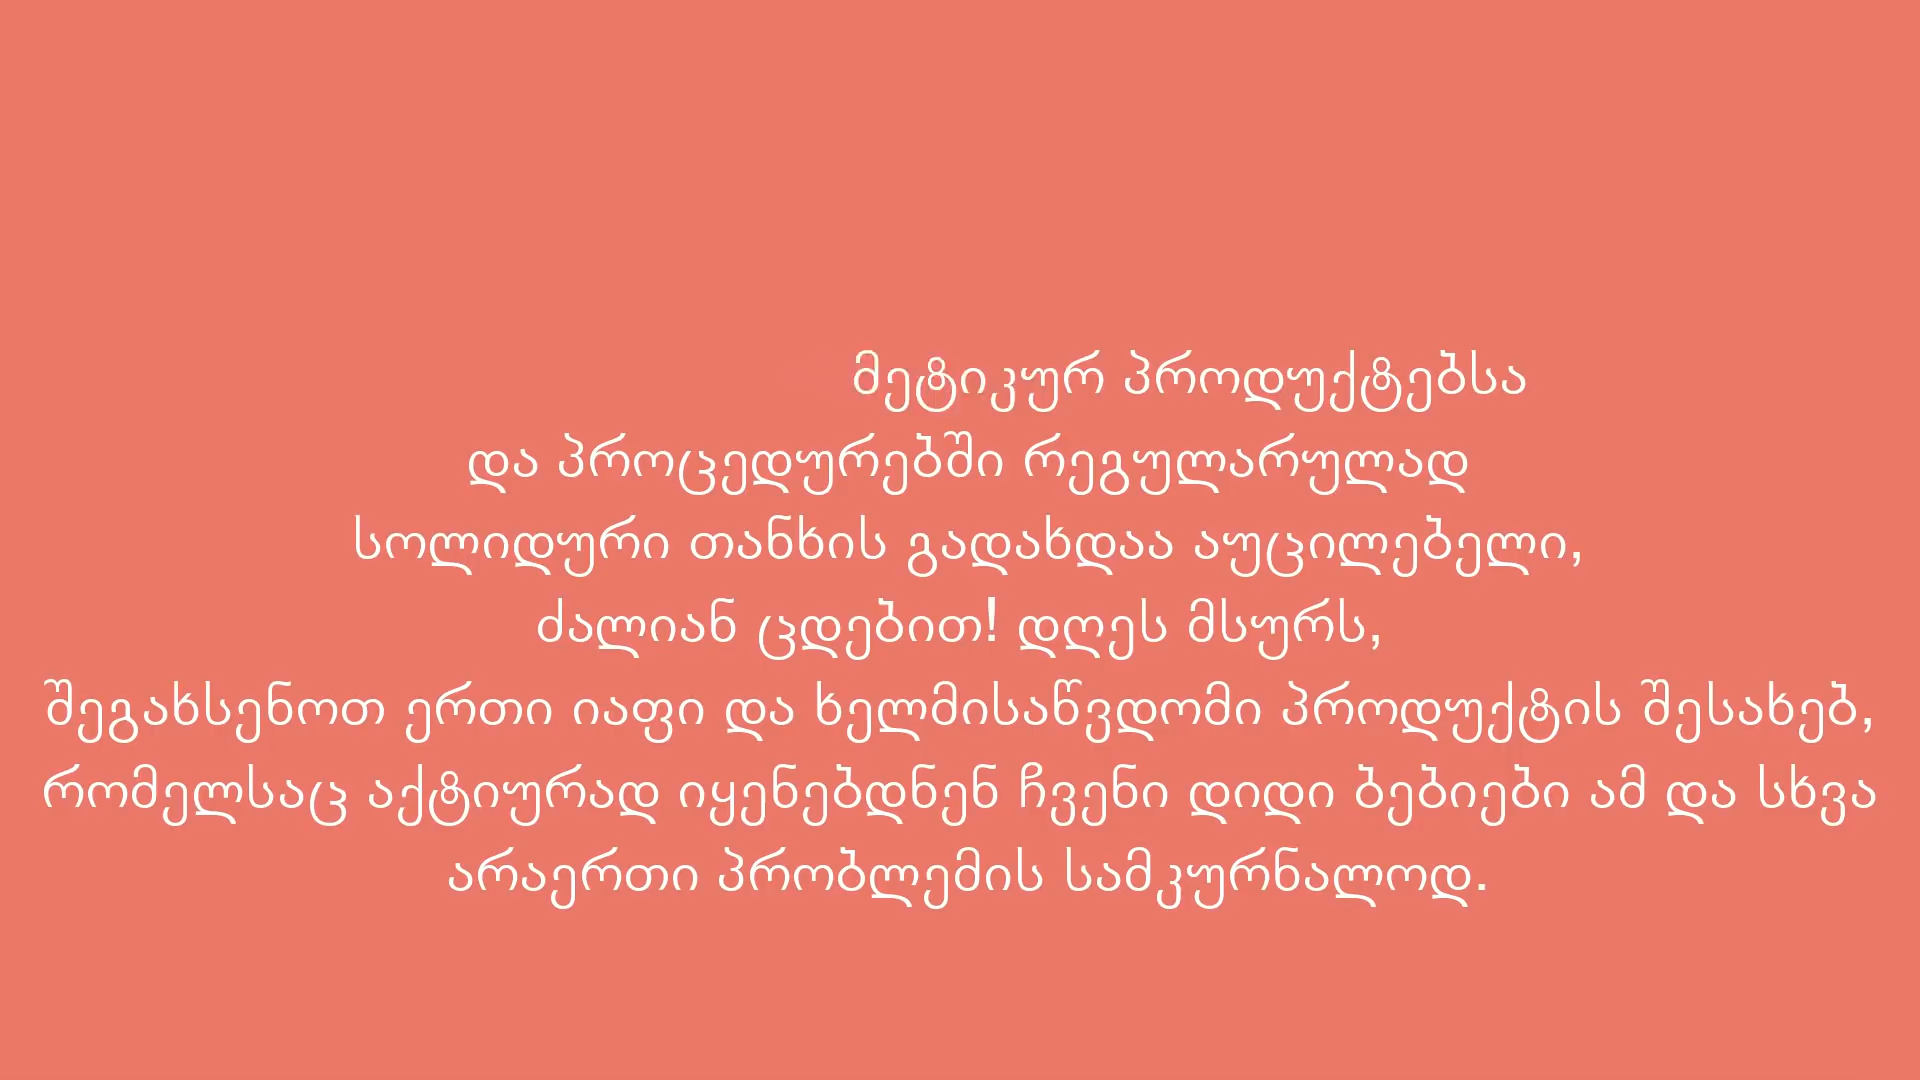 მეტიკურ პროდუქტებსა
და პროცედურებში რეგულარულად
სოლიდური თანხის გადახდაა აუცილებელი,
ძალიან ცდებით! დღეს მსურს,
შეგახსენოთ ერთი იაფი და ხელმისაწვდომი პროდუქტის შესახებ,
რომელსაც აქტიურად იყენებდნენ ჩვენი დიდი ბებიები ამ და სხვა
არაერთი პრობლემის სამკურნალოდ.